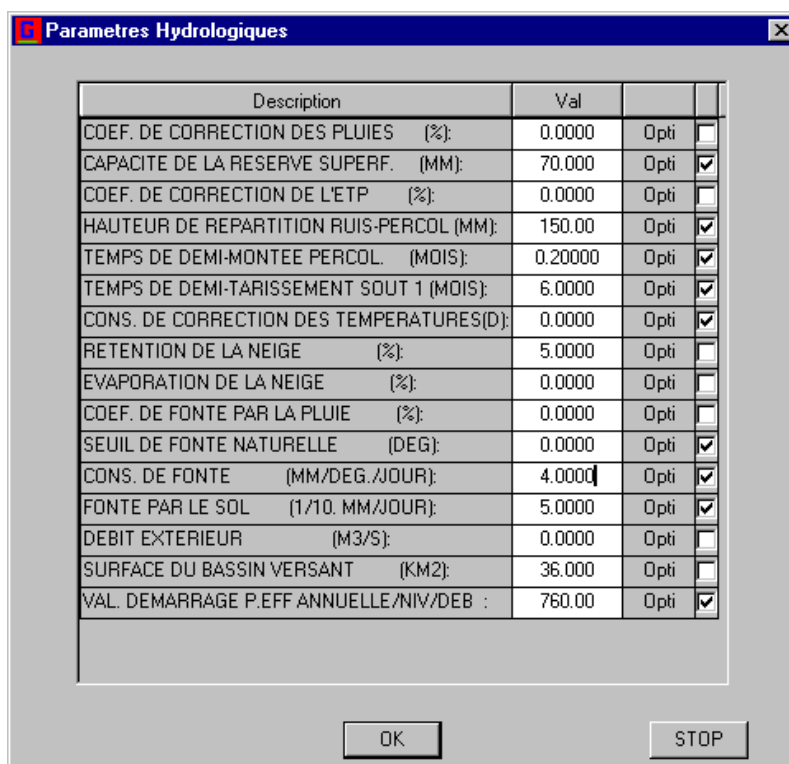 G Parametres Hydrologiques
Description Val
COEF. DE CORRECTION DES PLUIES (%): 0.0000 Opti
CAPACITE DE LA RESERVE SUPERF. (MM): 70.000 Opti
COEF. DE CORRECTION DE L'ETP (%): 0.0000 Opti
HAUTEUR DE REPARTITION RUIS-PERCOL (MM): 150.00 Opti
TEMPS DE DEMI-MONTEE PERCOL. (MOIS): 0.20000 Opti
TEMPS DE DEMI-TARISSEMENT SOUT 1 (MOIS): 6.0000 Opti
CONS. DE CORRECTION DES TEMPERATURES(D): 0.0000 Opti
RETENTION DE LA NEIGE (%): 5.0000 Opti
EVAPORATION DE LA NEIGE (%): 0.0000 Opti
COEF. DE FONTE PAR LA PLUIE (%): 0.0000 Opti
SEUIL DE FONTE NATURELLE (DEG): 0.0000 Opti
CONS. DE FONTE (MM/DEG./JOUR): 4.0000 Opti
FONTE PAR LE SOL (1/10. MM/JOUR): 5.0000 Opti
DEBIT EXTERIEUR (M3/S): 0.0000 Opti
SURFACE DU BASSIN VERSANT (KM2): 36.000 Opti
VAL. DEMARRAGE P.EFF ANNUELLE/NIV/DEB : 760.00 Opti
OK STOP